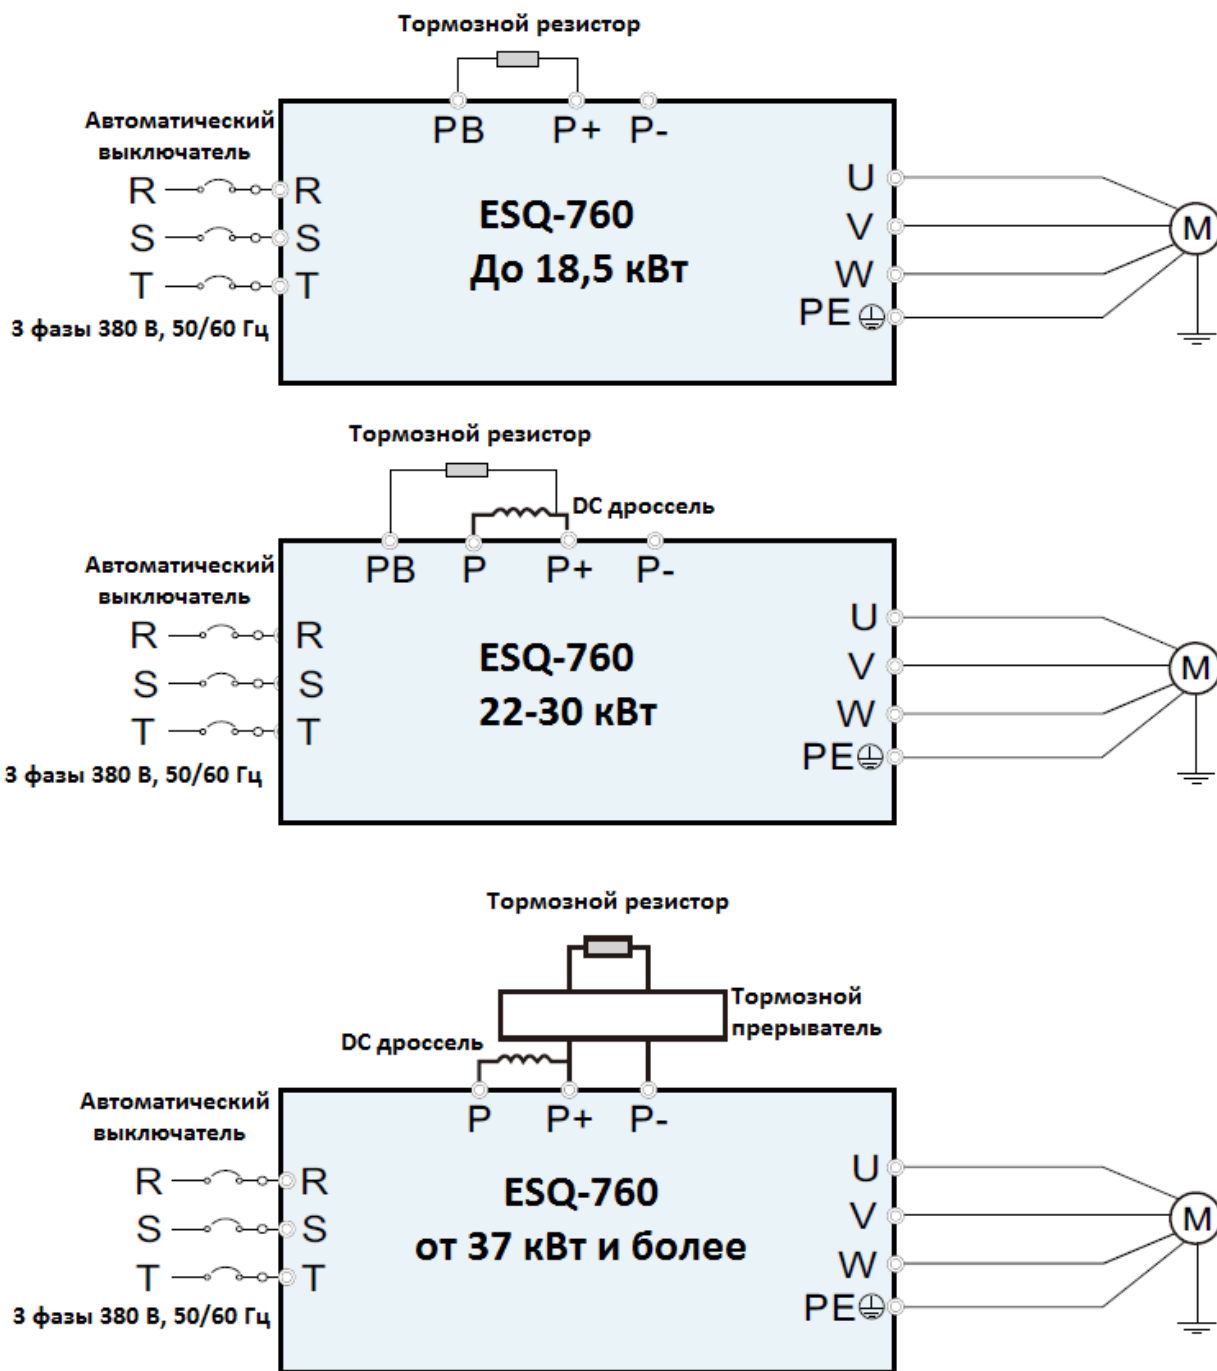 Тормозной резистор
PB P+ P-
Автоматический
выключатель
R R
S S
T T
3 фазы 380 В, 50/60 Гц
ESQ-760
До 18,5 кВт
U
V
W
PE
M
Тормозной резистор
DC дроссель
PB P P+ P-
Автоматический
выключатель
R R
S S
T T
3 фазы 380 В, 50/60 Гц
ESQ-760
22-30 кВт
U
V
W
PE
M
Тормозной резистор
Тормозной
прерыватель
DC дроссель
P P+ P-
Автоматический
выключатель
R R
S S
T T
3 фазы 380 В, 50/60 Гц
ESQ-760
от 37 кВт и более
U
V
W
PE
M